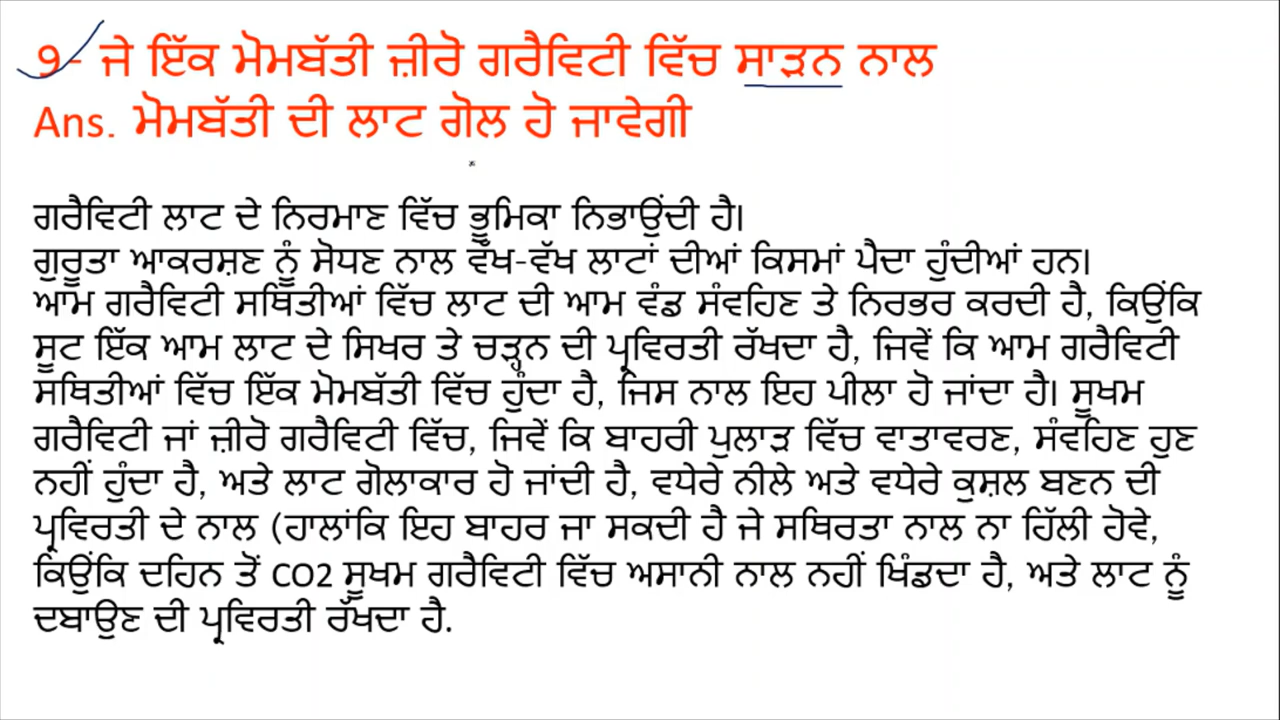 9- ਜੇ ਇੱਕ ਮੋਮਬੱਤੀ ਜ਼ੀਰੋ ਗਰੈਵਿਟੀ ਵਿੱਚ ਸਾੜਨ ਨਾਲ
Ans. ਮੋਮਬੱਤੀ ਦੀ ਲਾਟ ਗੋਲ ਹੋ ਜਾਵੇਗੀ
ਗਰੈਵਿਟੀ ਲਾਟ ਦੇ ਨਿਰਮਾਣ ਵਿੱਚ ਭੂਮਿਕਾ ਨਿਭਾਉਂਦੀ ਹੈ।
ਗੁਰੂਤਾ ਆਕਰਸ਼ਣ ਨੂੰ ਸੋਧਣ ਨਾਲ ਵੱਖ-ਵੱਖ ਲਾਟਾਂ ਦੀਆਂ ਕਿਸਮਾਂ ਪੈਦਾ ਹੁੰਦੀਆਂ ਹਨ।
ਆਮ ਗਰੈਵਿਟੀ ਸਥਿਤੀਆਂ ਵਿੱਚ ਲਾਟ ਦੀ ਆਮ ਵੰਡ ਸੰਵਹਿਣ ਤੇ ਨਿਰਭਰ ਕਰਦੀ ਹੈ, ਕਿਉਂਕਿ
ਸੂਟ ਇੱਕ ਆਮ ਲਾਟ ਦੇ ਸਿਖਰ ਤੇ ਚੜ੍ਹਨ ਦੀ ਪ੍ਰਵਿਰਤੀ ਰੱਖਦਾ ਹੈ, ਜਿਵੇਂ ਕਿ ਆਮ ਗਰੈਵਿਟੀ
ਸਥਿਤੀਆਂ ਵਿੱਚ ਇੱਕ ਮੋਮਬੱਤੀ ਵਿੱਚ ਹੁੰਦਾ ਹੈ, ਜਿਸ ਨਾਲ ਇਹ ਪੀਲਾ ਹੋ ਜਾਂਦਾ ਹੈ। ਸੂਖਮ
ਗਰੈਵਿਟੀ ਜਾਂ ਜ਼ੀਰੋ ਗਰੈਵਿਟੀ ਵਿੱਚ, ਜਿਵੇਂ ਕਿ ਬਾਹਰੀ ਪੁਲਾੜ ਵਿੱਚ ਵਾਤਾਵਰਣ, ਸੰਵਹਿਣ ਹੁਣ
ਨਹੀਂ ਹੁੰਦਾ ਹੈ, ਅਤੇ ਲਾਟ ਗੋਲਾਕਾਰ ਹੋ ਜਾਂਦੀ ਹੈ, ਵਧੇਰੇ ਨੀਲੇ ਅਤੇ ਵਧੇਰੇ ਕੁਸ਼ਲ ਬਣਨ ਦੀ
ਪ੍ਰਵਿਰਤੀ ਦੇ ਨਾਲ (ਹਾਲਾਂਕਿ ਇਹ ਬਾਹਰ ਜਾ ਸਕਦੀ ਹੈ ਜੇ ਸਥਿਰਤਾ ਨਾਲ ਨਾ ਹਿੱਲੀ ਹੋਵੇ,
ਕਿਉਂਕਿ ਦਹਿਨ ਤੋਂ CO2 ਸੂਖਮ ਗਰੈਵਿਟੀ ਵਿੱਚ ਅਸਾਨੀ ਨਾਲ ਨਹੀਂ ਖਿੰਡਦਾ ਹੈ, ਅਤੇ ਲਾਟ ਨੂੰ
ਦਬਾਉਣ ਦੀ ਪ੍ਰਵਿਰਤੀ ਰੱਖਦਾ ਹੈ.